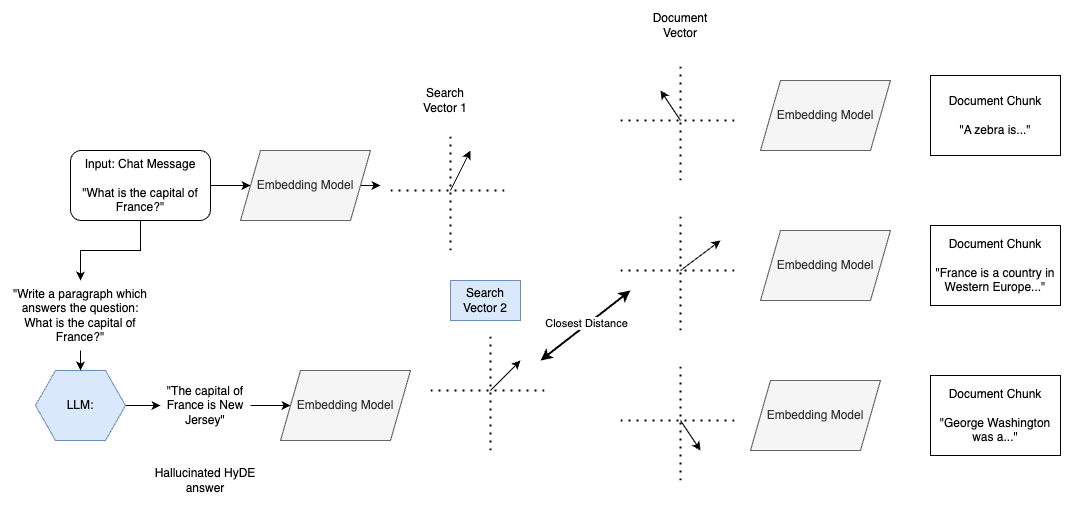 Document
Vector
Search
Vector 1
Embedding Model
Document Chunk
"A zebra is..."
Input: Chat Message
"What is the capital of
France?"
Embedding Model
Embedding Model
Document Chunk
"France is a country in
Western Europe..."
"Write a paragraph which
answers the question:
What is the capital of
France?"
Search
Vector 2
Closest Distance
LLM:
"The capital of
France is New
Jersey"
Embedding Model
Embedding Model
Document Chunk
"George Washington
was a..."
Hallucinated HyDE
answer